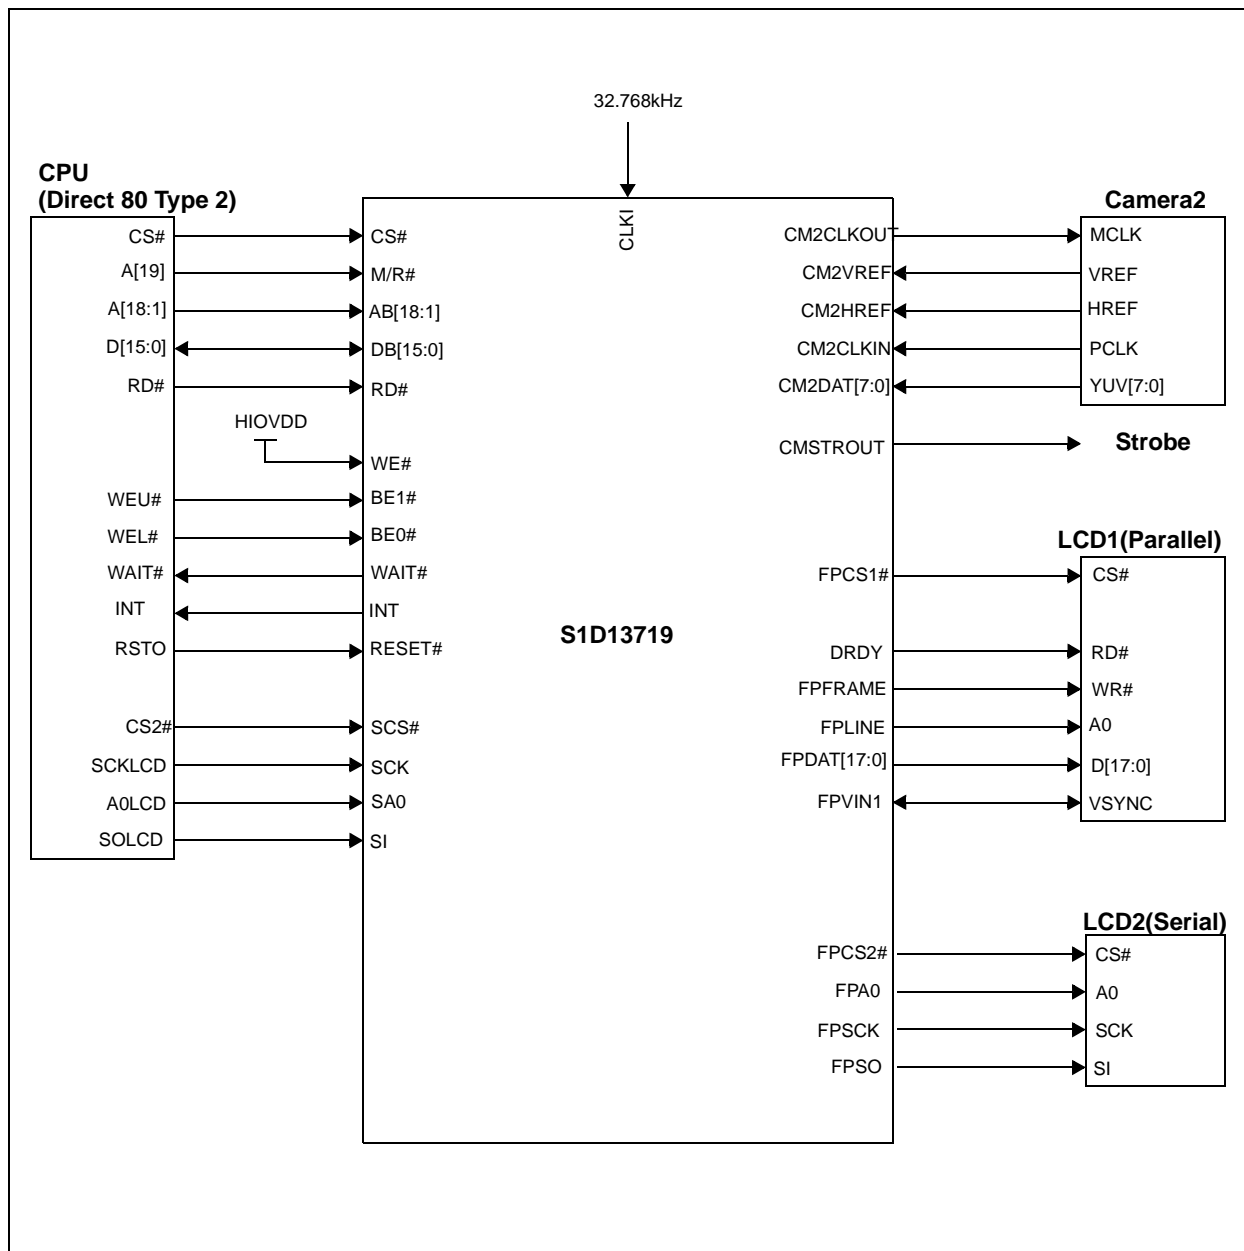 32.768kHz
CPU
(Direct 80 Type 2)
CS#
A[19]
A[18:1]
D[15:0]
RD#
HIOVDD
WEU#
WEL#
WAIT#
INT
RSTO
CS2#
SCKLCD
A0LCD
SOLCD
CLKI
CS#
M/R#
AB[18:1]
DB[15:0]
RD#
WE#
BE1#
BE0#
WAIT#
INT
RESET#
SCS#
SCK
SA0
SI
S1D13719
CM2CLKOUT
CM2VREF
CM2HREF
CM2CLKIN
CM2DAT[7:0]
CMSTROUT
FPCS1#
DRDY
FPFRAME
FPLINE
FPDAT[17:0]
FPVIN1
FPCS2#
FPA0
FPSCK
FPSO
Camera2
MCLK
VREF
HREF
PCLK
YUV[7:0]
Strobe
LCD1(Parallel)
CS#
RD#
WR#
A0
D[17:0]
VSYNC
LCD2(Serial)
CS#
A0
SCK
SI